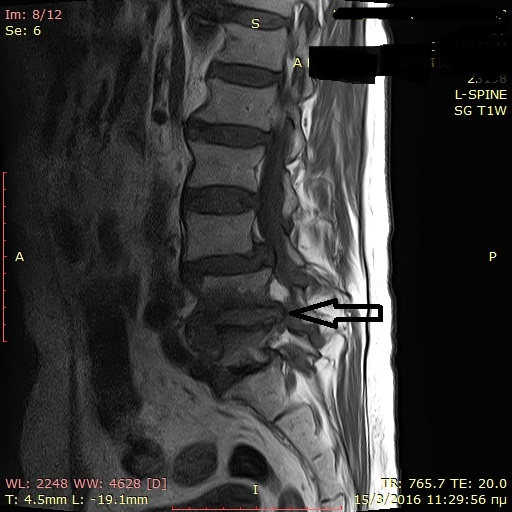 Im: 8/12
Se: 6
S
A
L-SPINE
SG T1W
A
P
WL: 2248 WW: 4628 [D]
T: 4.5mm L: -19.1mm
I
TR: 765.7 TE: 20.0
15/3/2016 11:29:56 πμ